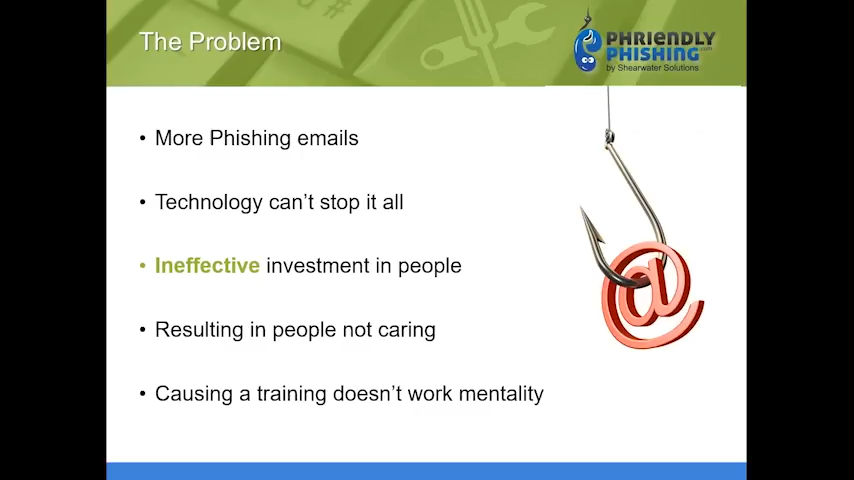 The Problem
PHRIENDLY
PHISHING.com
by Shearwater Solutions
• More Phishing emails
• Technology can’t stop it all
• Ineffective investment in people
• Resulting in people not caring
• Causing a training doesn’t work mentality
@